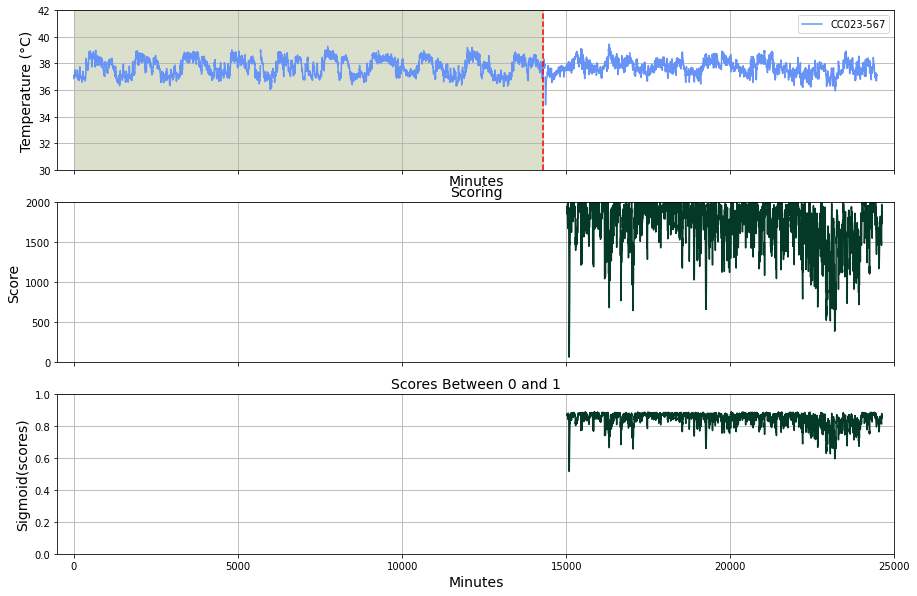 42
40
38
36
34
32
30
Temperature (°C)
CC023-567
Minutes
Scoring
2000
1500
1000
500
0
Score
Scores Between 0 and 1
1.0
0.8
0.6
0.4
0.2
0.0
Sigmoid(scores)
0 5000 10000 15000 20000 25000
Minutes